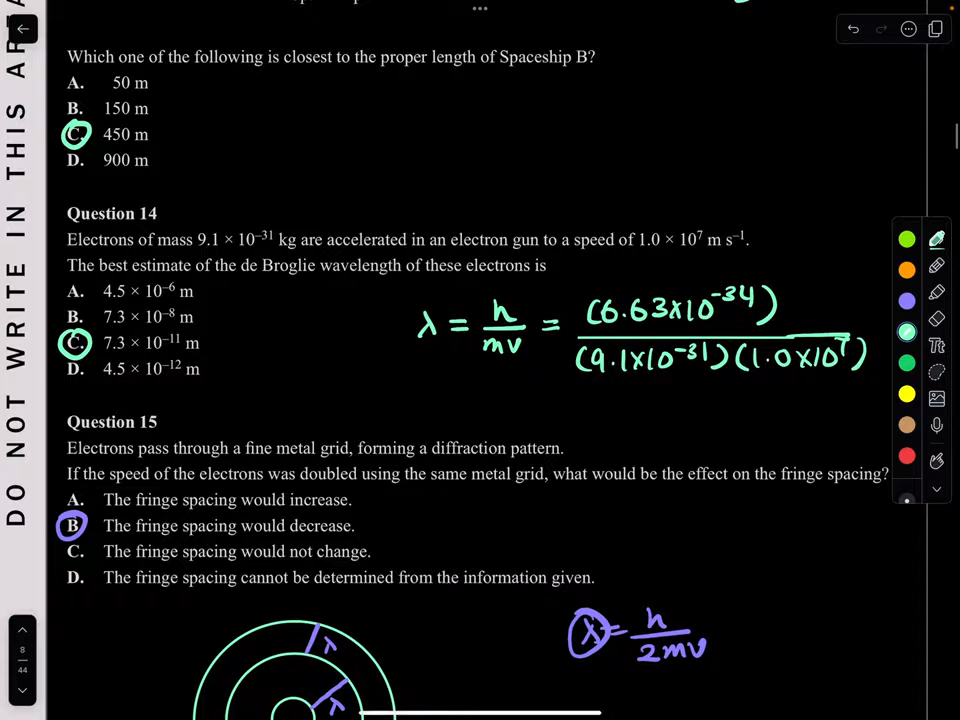 DO NOT WRITE IN THIS AREA
Which one of the following is closest to the proper length of Spaceship B?
A. 50 m
B. 150 m
C. 450 m
D. 900 m
Question 14
Electrons of mass 9.1 × 10⁻³¹ kg are accelerated in an electron gun to a speed of 1.0 × 10⁷ m s⁻¹.
The best estimate of the de Broglie wavelength of these electrons is
A. 4.5 × 10⁻⁶ m
B. 7.3 × 10⁻⁸ m
C. 7.3 × 10⁻¹¹ m
D. 4.5 × 10⁻¹² m
λ = h/mv = (6.63×10⁻³⁴)/(9.1×10⁻³¹)(1.0×10⁷)
Question 15
Electrons pass through a fine metal grid, forming a diffraction pattern.
If the speed of the electrons was doubled using the same metal grid, what would be the effect on the fringe spacing?
A. The fringe spacing would increase.
B The fringe spacing would decrease.
C. The fringe spacing would not change.
D. The fringe spacing cannot be determined from the information given.
λ = h/2mv
λ
λ
8
44
Tт